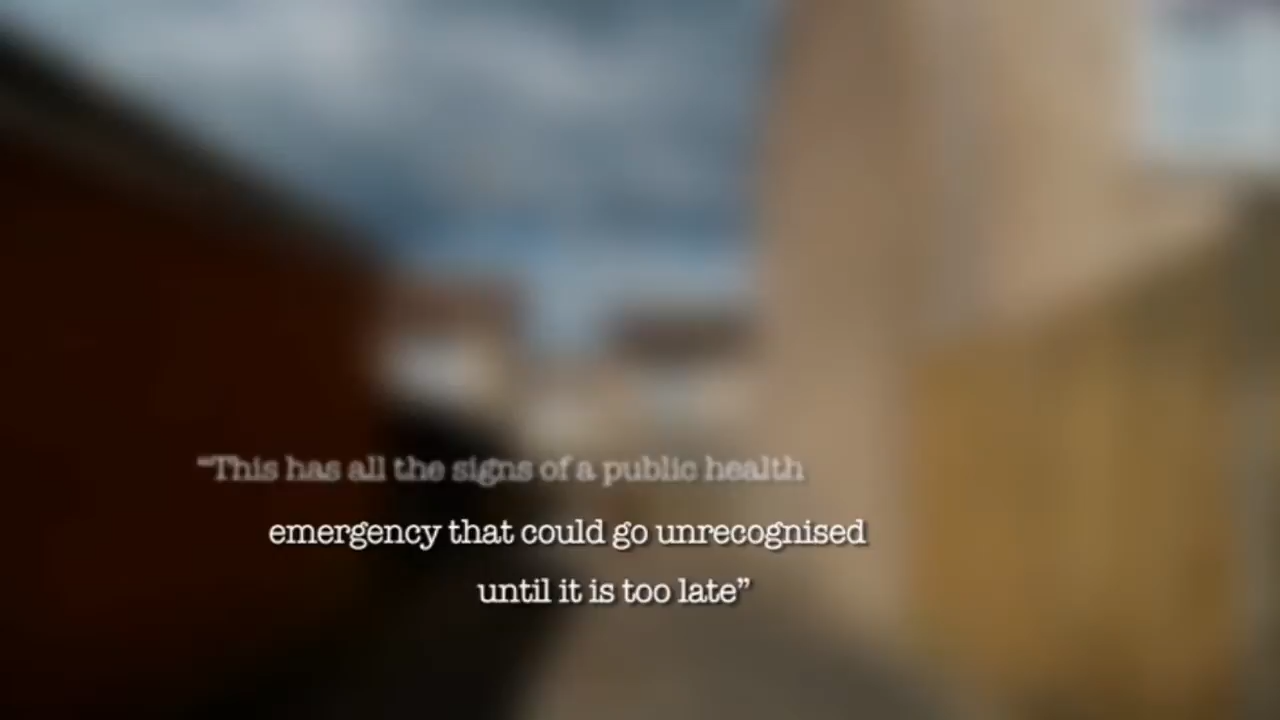 “This has all the signs of a public health
emergency that could go unrecognised
until it is too late”